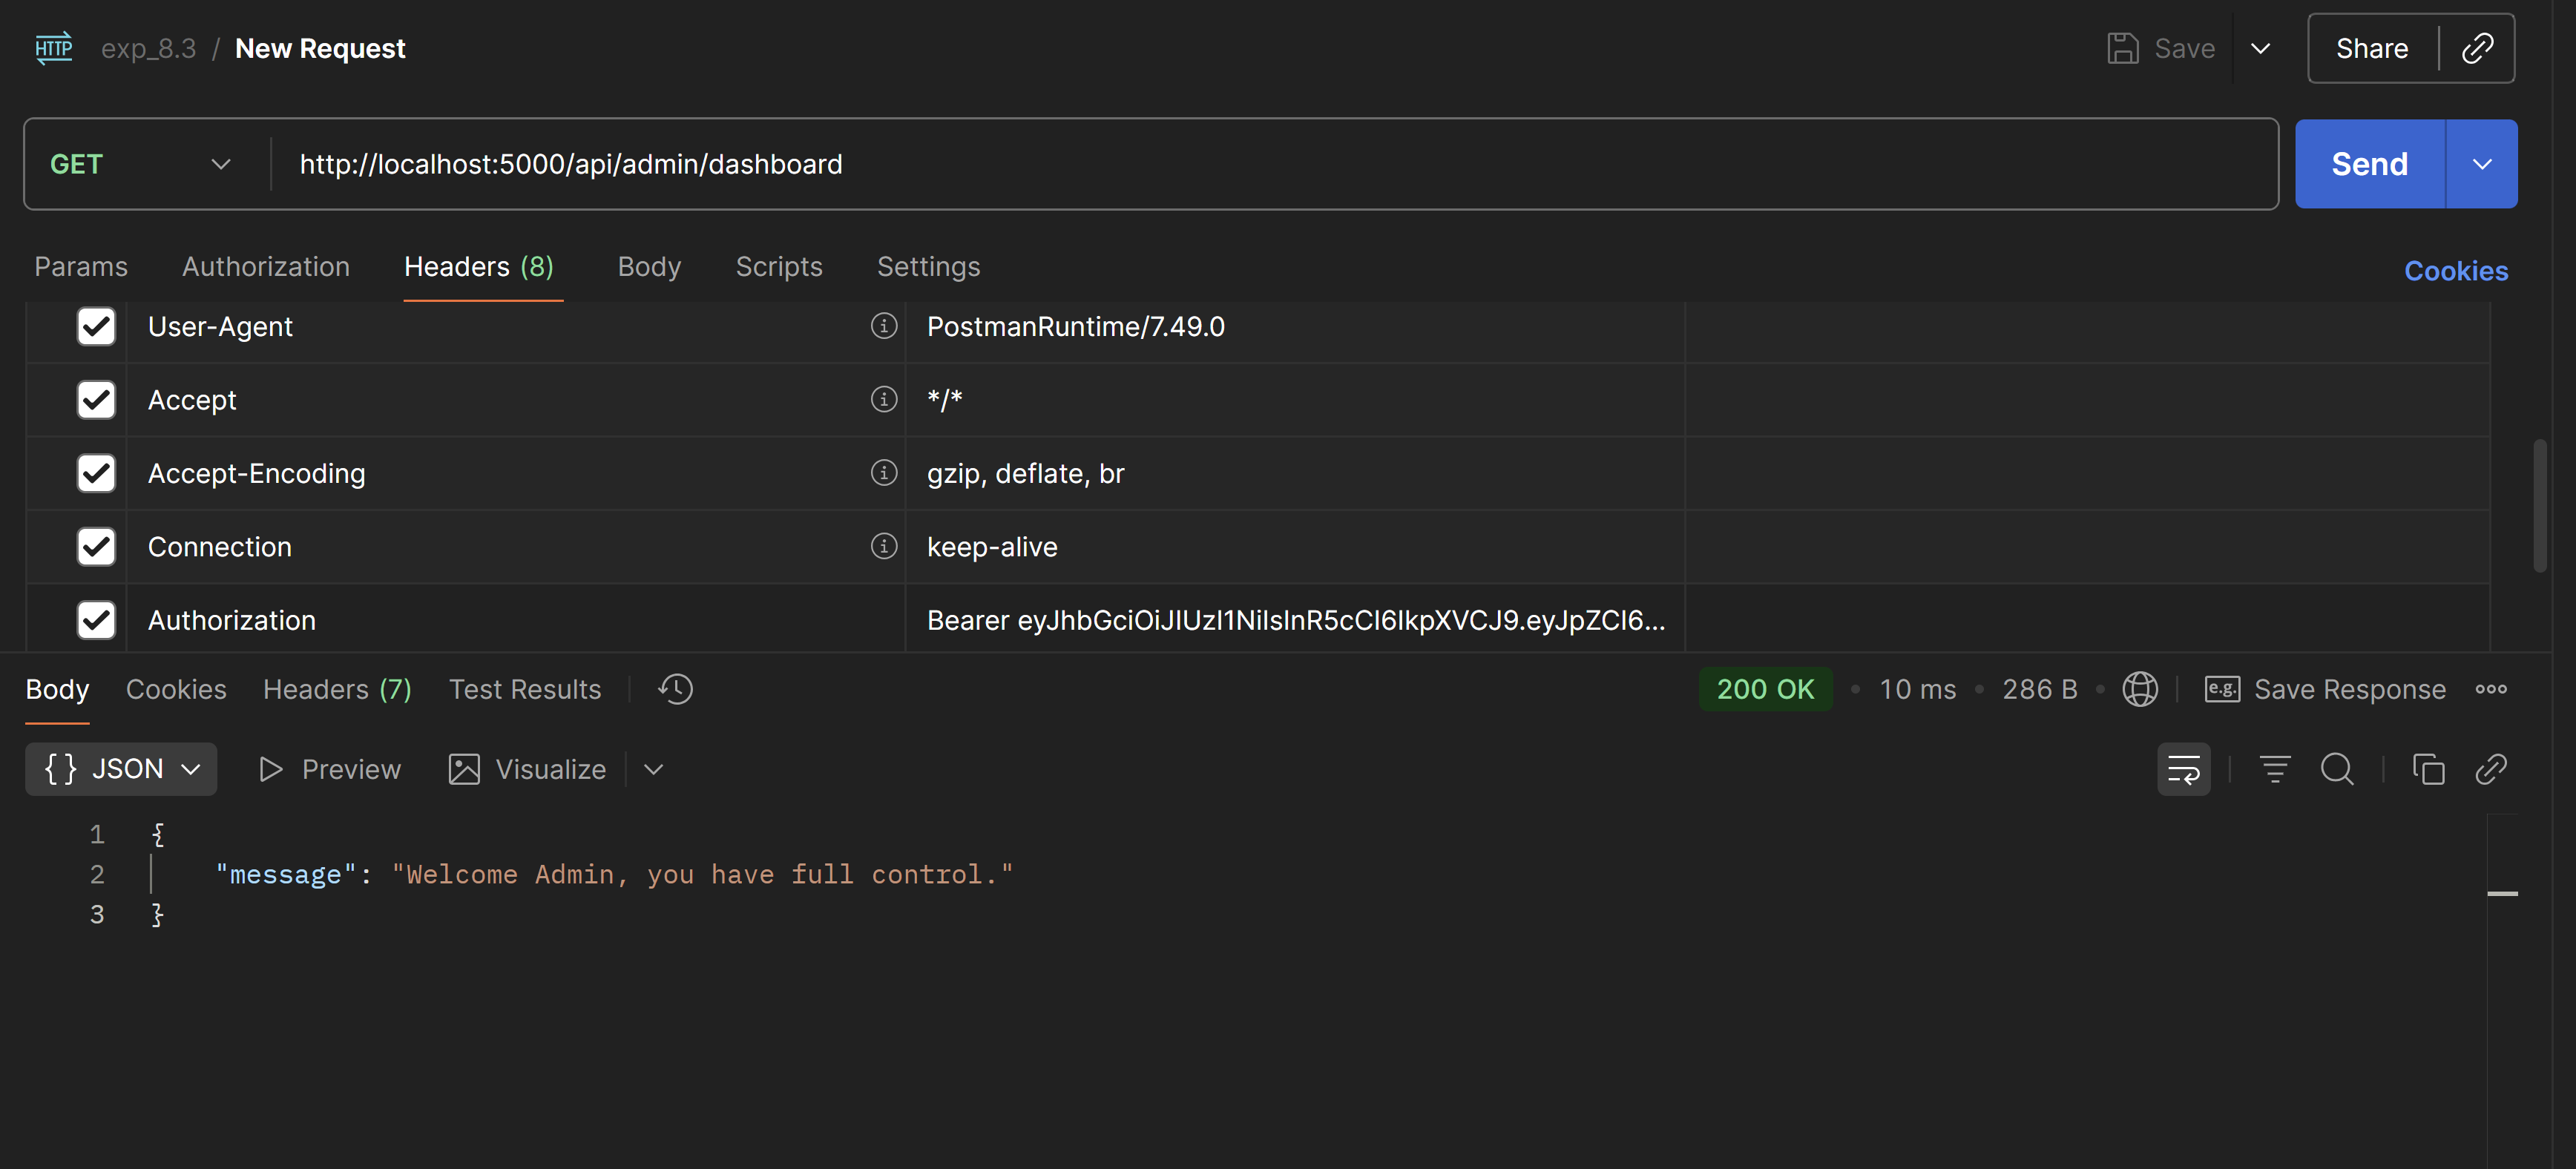 HTTP exp_8.3 / New Request Save Share
GET http://localhost:5000/api/admin/dashboard Send
Params Authorization Headers (8) Body Scripts Settings Cookies
User-Agent PostmanRuntime/7.49.0
Accept */*
Accept-Encoding gzip, deflate, br
Connection keep-alive
Authorization Bearer eyJhbGciOiJIUzI1NiIsInR5cCI6IkpXVCJ9.eyJpZCI6...
Body Cookies Headers (7) Test Results 200 OK • 10 ms • 286 B • e.g. Save Response
{ } JSON Preview Visualize
1 {
2 "message": "Welcome Admin, you have full control."
3 }